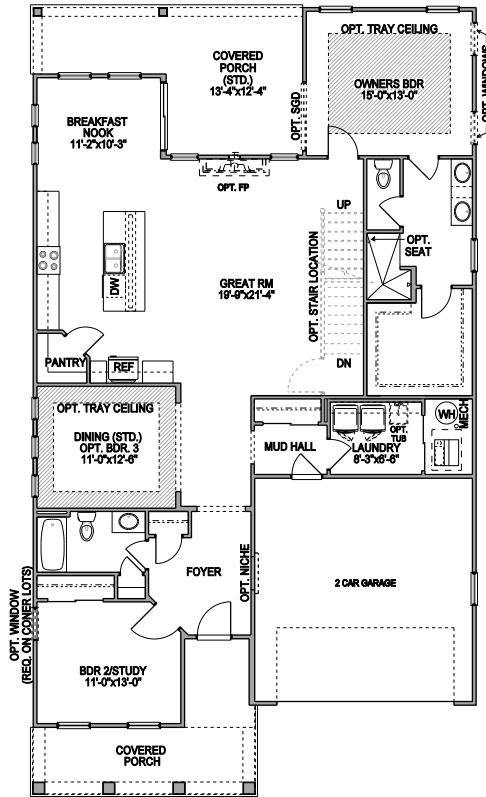 OPT. TRAY CEILING
COVERED
PORCH
(STD.)
13'-4"x12'-4"
OWNERS BDR
15'-0"x13'-0"
OPT. WINDOWS
OPT. SGD
BREAKFAST
NOOK
11'-2"x10'-3"
OPT. FP
UP
OPT.
SEAT
OPT. STAIR LOCATION
DW
GREAT RM
19'-9"x21'-4"
DN
PANTRY
REF
OPT. TRAY CEILING
DINING (STD.)
OPT. BDR. 3
11'-0"x12'-6"
MUD HALL
OPT.
TUB
LAUNDRY
8'-3"x6'-6"
WH
MECH
FOYER
OPT. NICHE
2 CAR GARAGE
OPT. WINDOW
(REQ. ON CONER LOTS)
BDR 2/STUDY
11'-0"x13'-0"
COVERED
PORCH